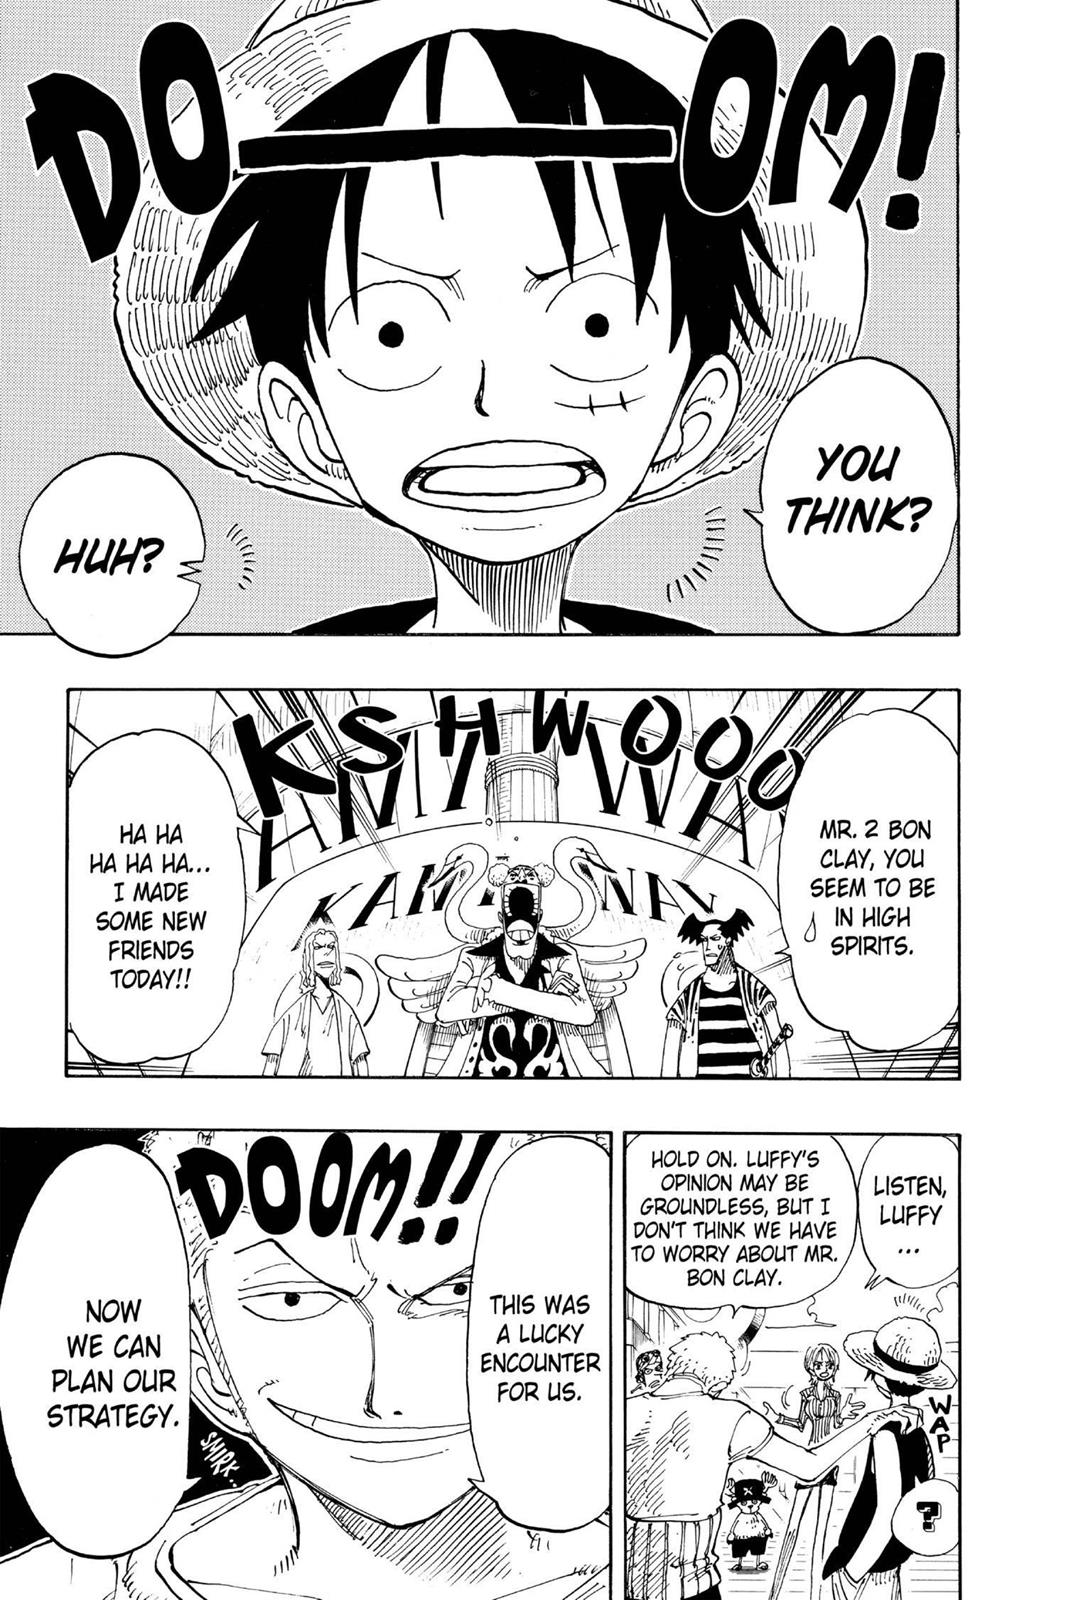 DO—OM!
YOU
THINK?
HUH?
KSHWOOO
MR. 2 BON
CLAY, YOU
SEEM TO BE
IN HIGH
SPIRITS.
HA HA
HA HA HA...
I MADE
SOME NEW
FRIENDS
TODAY!!
LISTEN,
LUFFY
...
HOLD ON. LUFFY'S
OPINION MAY BE
GROUNDLESS, BUT I
DON'T THINK WE HAVE
TO WORRY ABOUT MR.
BON CLAY.
WAP
?
DOOM!!
THIS WAS
A LUCKY
ENCOUNTER
FOR US.
NOW
WE CAN
PLAN OUR
STRATEGY.
SMIRK...